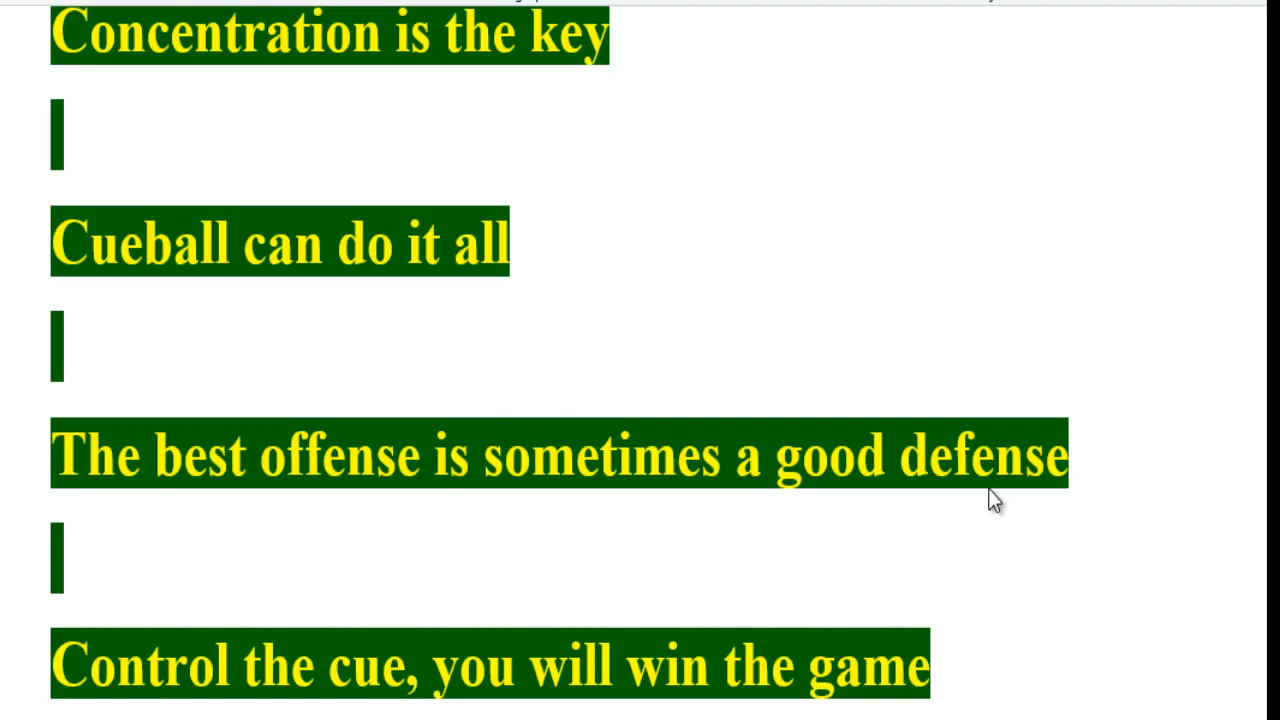 Concentration is the key
Cueball can do it all
The best offense is sometimes a good defense
Control the cue, you will win the game